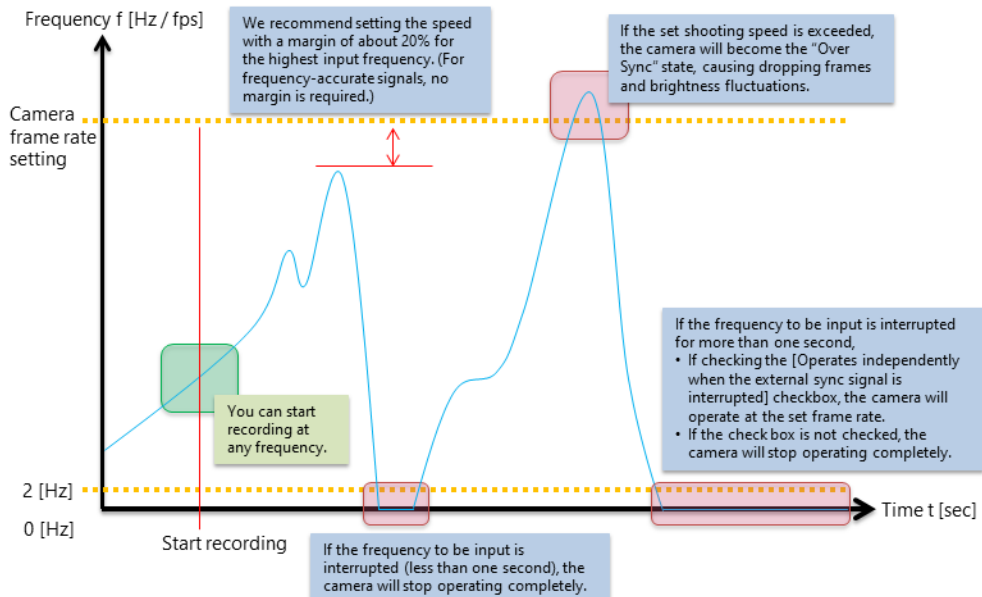 Frequency f [Hz / fps]
We recommend setting the speed
with a margin of about 20% for
the highest input frequency. (For
frequency-accurate signals, no
margin is required.)
If the set shooting speed is exceeded,
the camera will become the “Over
Sync” state, causing dropping frames
and brightness fluctuations.
Camera
frame rate
setting
You can start
recording at
any frequency.
If the frequency to be input is interrupted
for more than one second,
• If checking the [Operates independently
when the external sync signal is
interrupted] checkbox, the camera will
operate at the set frame rate.
• If the check box is not checked, the
camera will stop operating completely.
2 [Hz]
0 [Hz]
Time t [sec]
Start recording
If the frequency to be input is
interrupted (less than one second), the
camera will stop operating completely.